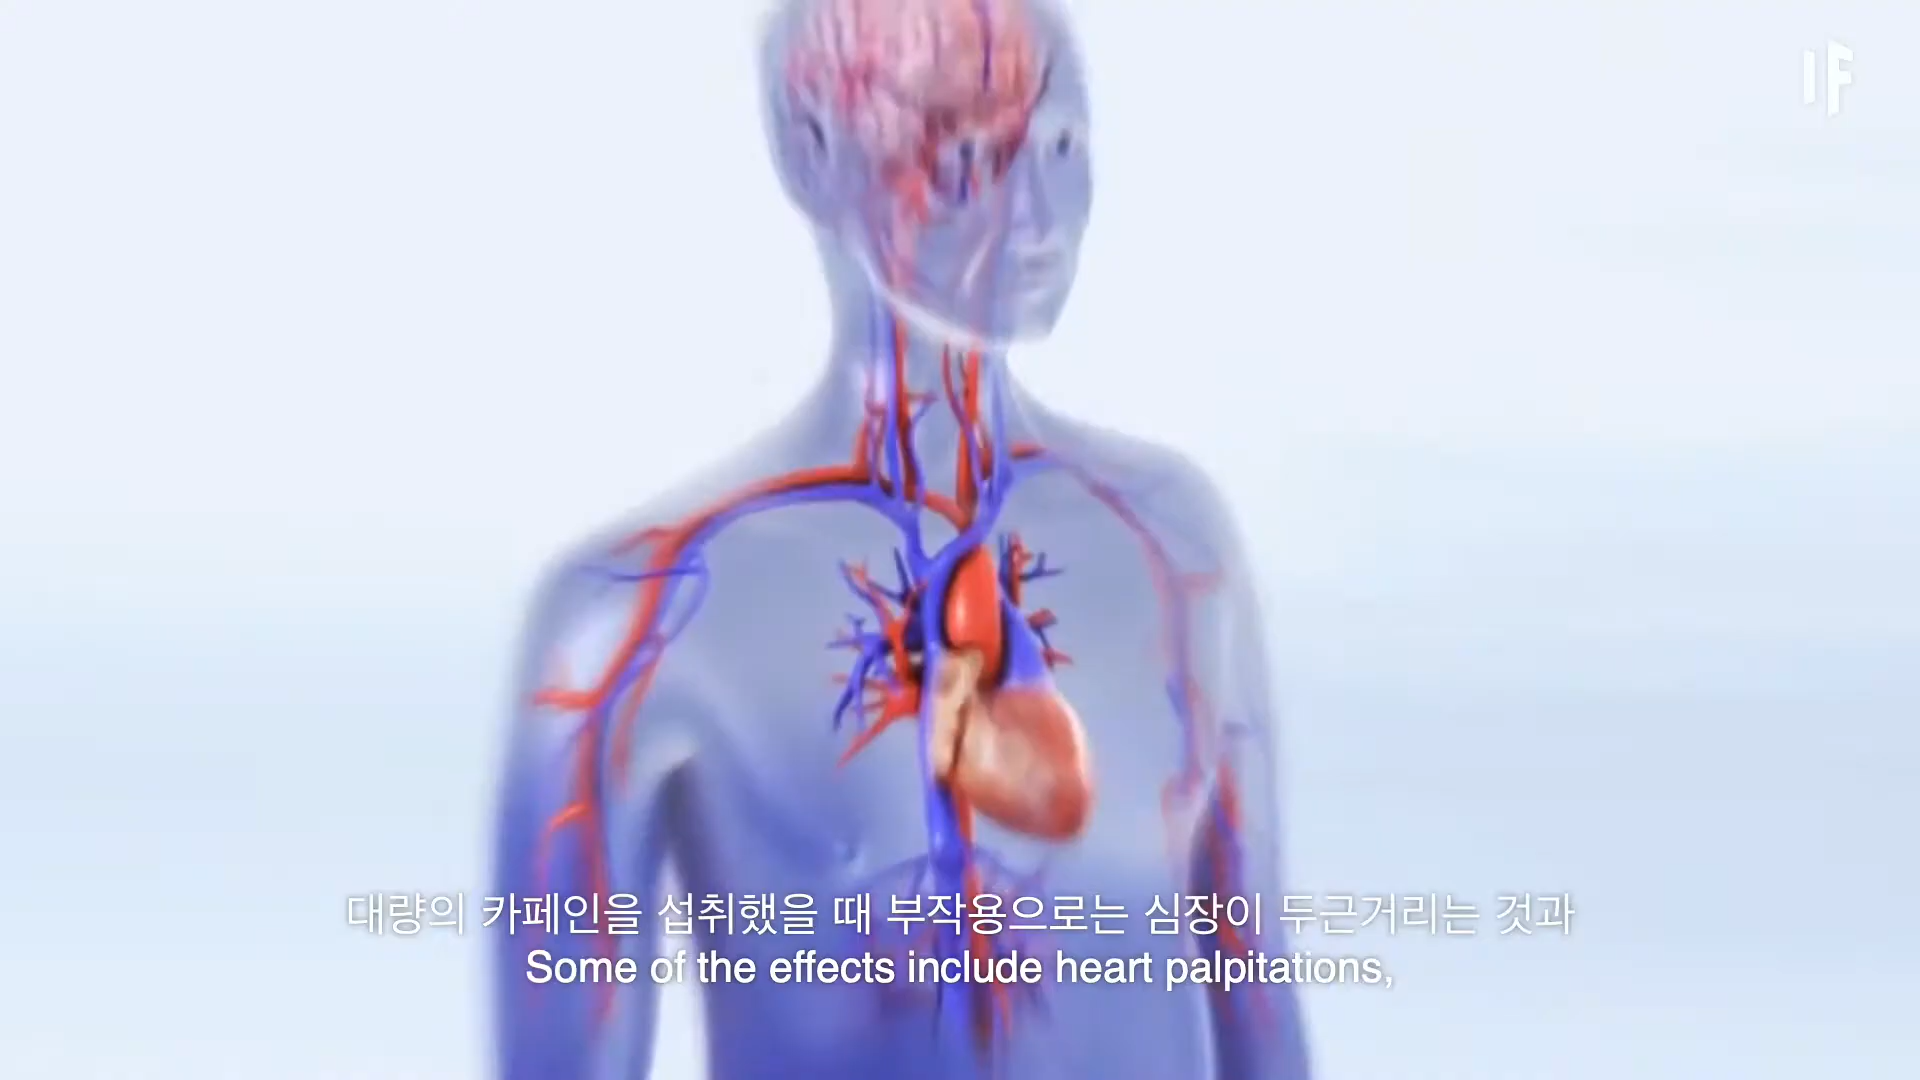 IF
대량의 카페인을 섭취했을 때 부작용으로는 심장이 두근거리는 것과
Some of the effects include heart palpitations,